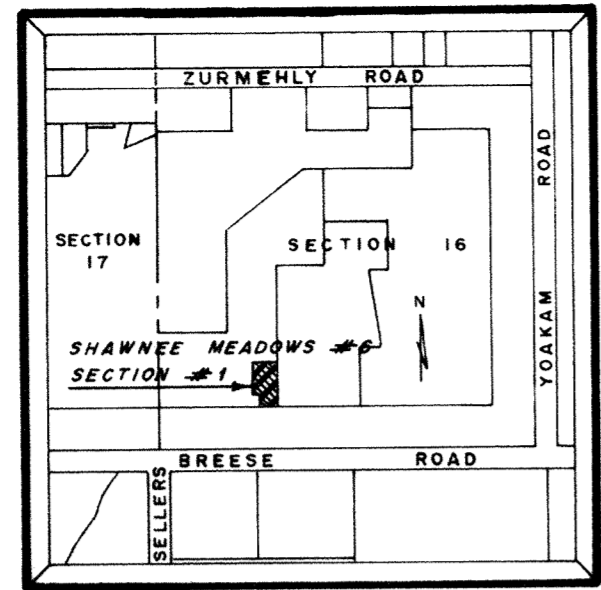 ZURMEHLY ROAD
YOAKAM ROAD
SECTION 17
SECTION 16
N
SHAWNEE MEADOWS #6
SECTION #1
BREESE ROAD
SELLERS